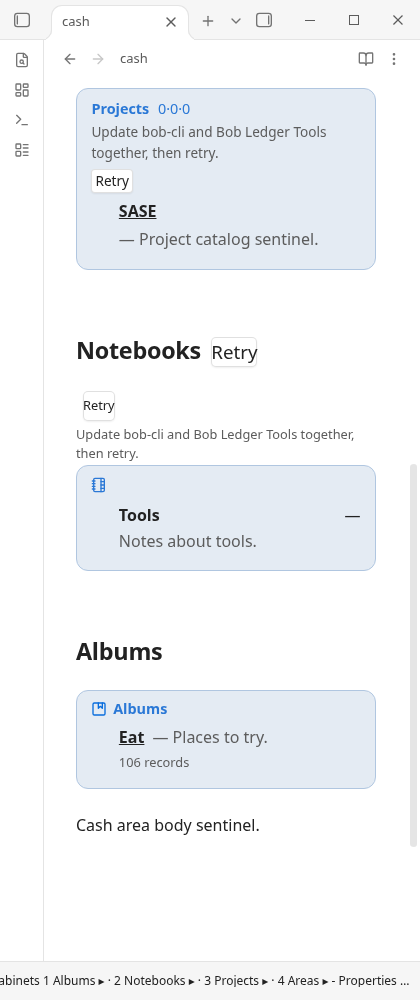 cash
cash
Projects 0·0·0
Update bob-cli and Bob Ledger Tools
together, then retry.
Retry
SASE
— Project catalog sentinel.
Notebooks Retry
Retry
Update bob-cli and Bob Ledger Tools together,
then retry.
Tools —
Notes about tools.
Albums
Albums
Eat — Places to try.
106 records
Cash area body sentinel.
abinets 1 Albums ▸ · 2 Notebooks ▸ · 3 Projects ▸ · 4 Areas ▸ - Properties ...